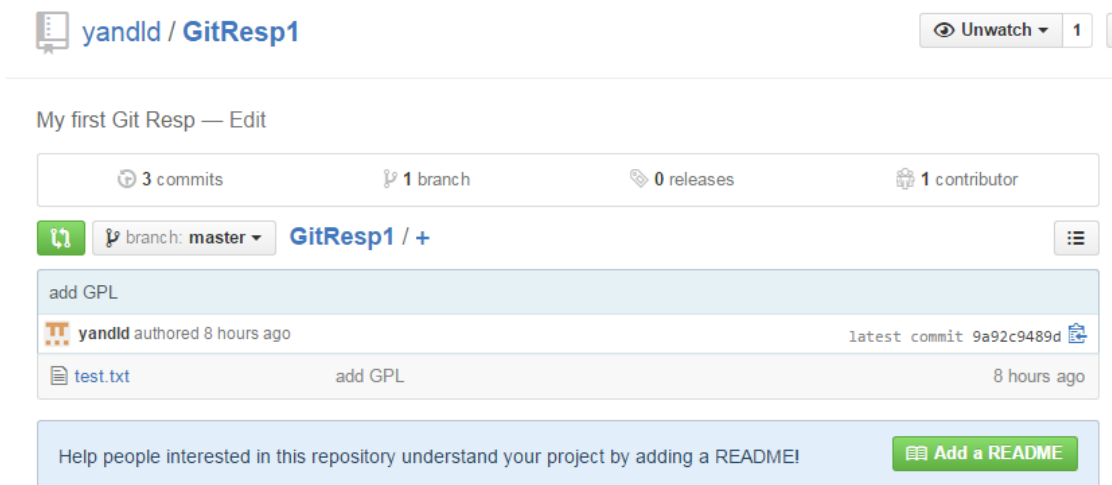 yandld / GitResp1
Unwatch 1
My first Git Resp — Edit
3 commits 1 branch 0 releases 1 contributor
branch: master GitResp1 / +
add GPL
yandld authored 8 hours ago latest commit 9a92c9489d
test.txt add GPL 8 hours ago
Help people interested in this repository understand your project by adding a README! Add a README